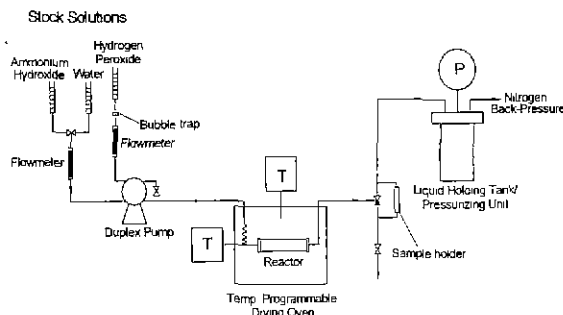 Stock Solutions
Hydrogen
Peroxide
Ammonium
Hydroxide
Water
Bubble trap
Flowmeter
Flowmeter
Duplex Pump
T
T
Reactor
Temp Programmable
Drying Oven
P
Nitrogen
Back-Pressure
Liquid Holding Tank/
Pressurizing Unit
Sample holder